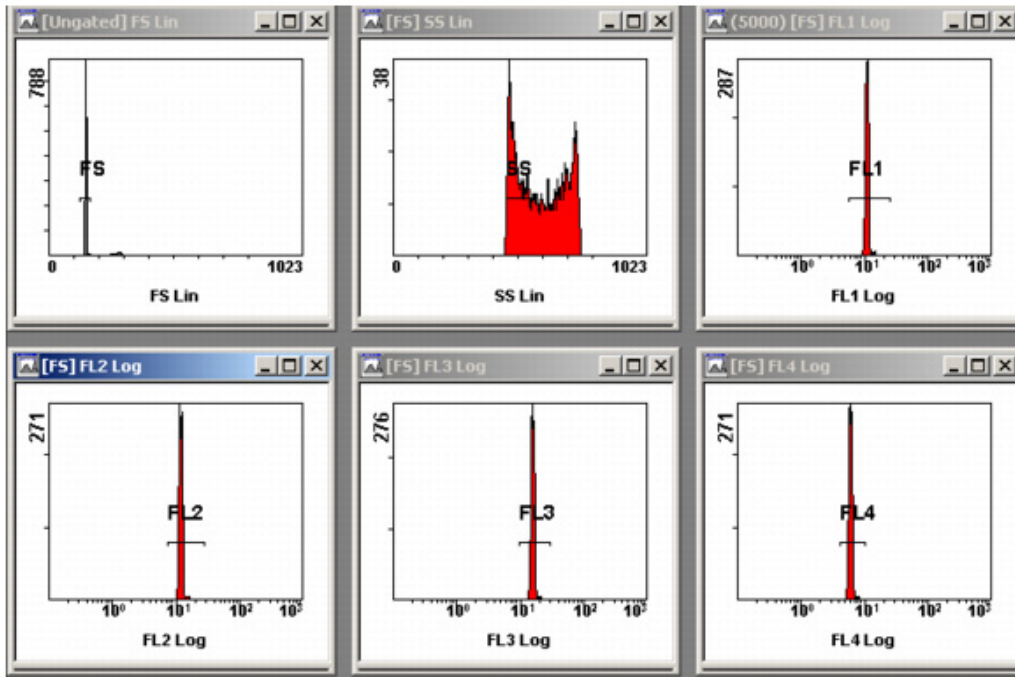 [Ungated] FS Lin
788
FS
0 1023
FS Lin
[FS] SS Lin
38
SS
0 1023
SS Lin
(5000) [FS] FL1 Log
287
FL1
10⁰ 10¹ 10² 10³
FL1 Log
[FS] FL2 Log
271
FL2
10⁰ 10¹ 10² 10³
FL2 Log
[FS] FL3 Log
276
FL3
10⁰ 10¹ 10² 10³
FL3 Log
[FS] FL4 Log
271
FL4
10⁰ 10¹ 10² 10³
FL4 Log